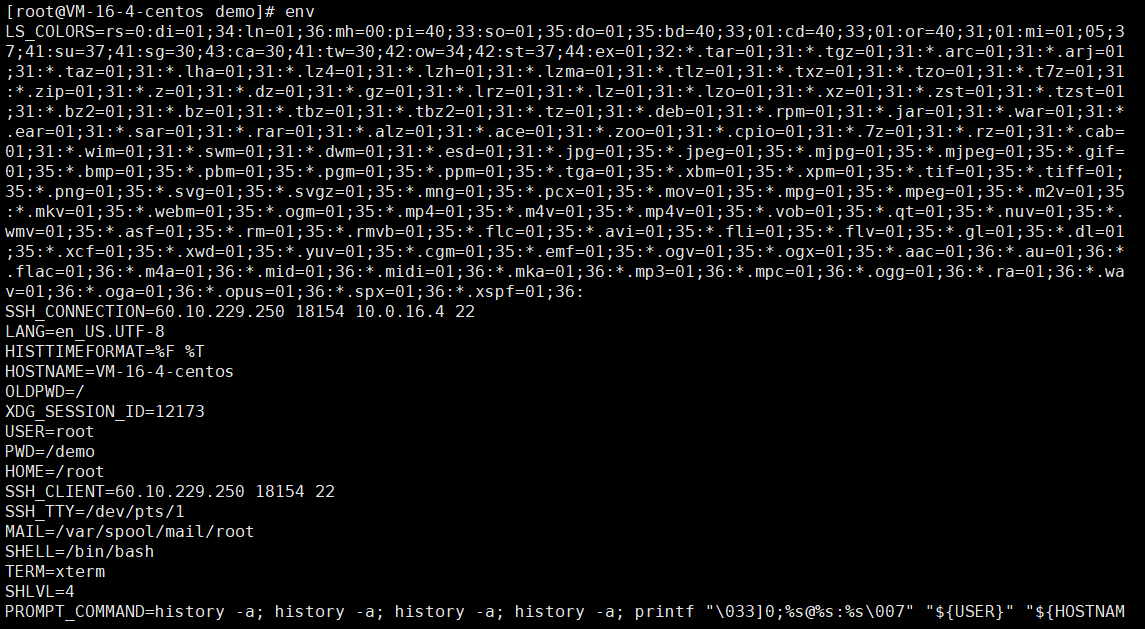 [root@VM-16-4-centos demo]# env
LS_COLORS=rs=0:di=01;34:ln=01;36:mh=00:pi=40;33:so=01;35:do=01;35:bd=40;33;01:cd=40;33;01:or=40;31;01:mi=01;05;3
7;41:su=37;41:sg=30;43:ca=30;41:tw=30;42:ow=34;42:st=37;44:ex=01;32:*.tar=01;31:*.tgz=01;31:*.arc=01;31:*.arj=01
;31:*.taz=01;31:*.lha=01;31:*.lz4=01;31:*.lzh=01;31:*.lzma=01;31:*.tlz=01;31:*.txz=01;31:*.tzo=01;31:*.t7z=01;31
:*.zip=01;31:*.z=01;31:*.dz=01;31:*.gz=01;31:*.lrz=01;31:*.lz=01;31:*.lzo=01;31:*.xz=01;31:*.zst=01;31:*.tzst=01
;31:*.bz2=01;31:*.bz=01;31:*.tbz=01;31:*.tbz2=01;31:*.tz=01;31:*.deb=01;31:*.rpm=01;31:*.jar=01;31:*.war=01;31:*
.ear=01;31:*.sar=01;31:*.rar=01;31:*.alz=01;31:*.ace=01;31:*.zoo=01;31:*.cpio=01;31:*.7z=01;31:*.rz=01;31:*.cab=
01;31:*.wim=01;31:*.swm=01;31:*.dwm=01;31:*.esd=01;31:*.jpg=01;35:*.jpeg=01;35:*.mjpg=01;35:*.mjpeg=01;35:*.gif=
01;35:*.bmp=01;35:*.pbm=01;35:*.pgm=01;35:*.ppm=01;35:*.tga=01;35:*.xbm=01;35:*.xpm=01;35:*.tif=01;35:*.tiff=01;
35:*.png=01;35:*.svg=01;35:*.svgz=01;35:*.mng=01;35:*.pcx=01;35:*.mov=01;35:*.mpg=01;35:*.mpeg=01;35:*.m2v=01;35
:*.mkv=01;35:*.webm=01;35:*.ogm=01;35:*.mp4=01;35:*.m4v=01;35:*.mp4v=01;35:*.vob=01;35:*.qt=01;35:*.nuv=01;35:*.
wmv=01;35:*.asf=01;35:*.rm=01;35:*.rmvb=01;35:*.flc=01;35:*.avi=01;35:*.fli=01;35:*.flv=01;35:*.gl=01;35:*.dl=01
;35:*.xcf=01;35:*.xwd=01;35:*.yuv=01;35:*.cgm=01;35:*.emf=01;35:*.ogv=01;35:*.ogx=01;35:*.aac=01;36:*.au=01;36:*
.flac=01;36:*.m4a=01;36:*.mid=01;36:*.midi=01;36:*.mka=01;36:*.mp3=01;36:*.mpc=01;36:*.ogg=01;36:*.ra=01;36:*.wa
v=01;36:*.oga=01;36:*.opus=01;36:*.spx=01;36:*.xspf=01;36:
SSH_CONNECTION=60.10.229.250 18154 10.0.16.4 22
LANG=en_US.UTF-8
HISTTIMEFORMAT=%F %T
HOSTNAME=VM-16-4-centos
OLDPWD=/
XDG_SESSION_ID=12173
USER=root
PWD=/demo
HOME=/root
SSH_CLIENT=60.10.229.250 18154 22
SSH_TTY=/dev/pts/1
MAIL=/var/spool/mail/root
SHELL=/bin/bash
TERM=xterm
SHLVL=4
PROMPT_COMMAND=history -a; history -a; history -a; history -a; printf "\033]0;%s@%s:%s\007" "${USER}" "${HOSTNAM